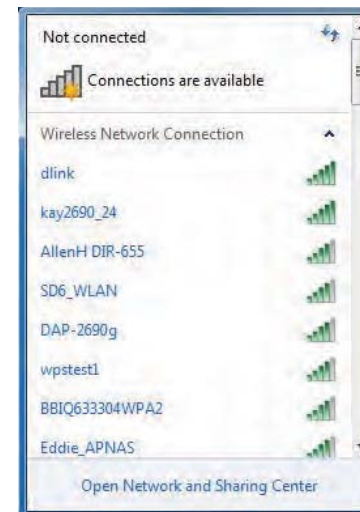 Not connected
Connections are available
Wireless Network Connection
dlink
kay2690_24
AllenH DIR-655
SD6_WLAN
DAP-2690g
wpstest1
BBIQ633304WPA2
Eddie_APNAS
Open Network and Sharing Center